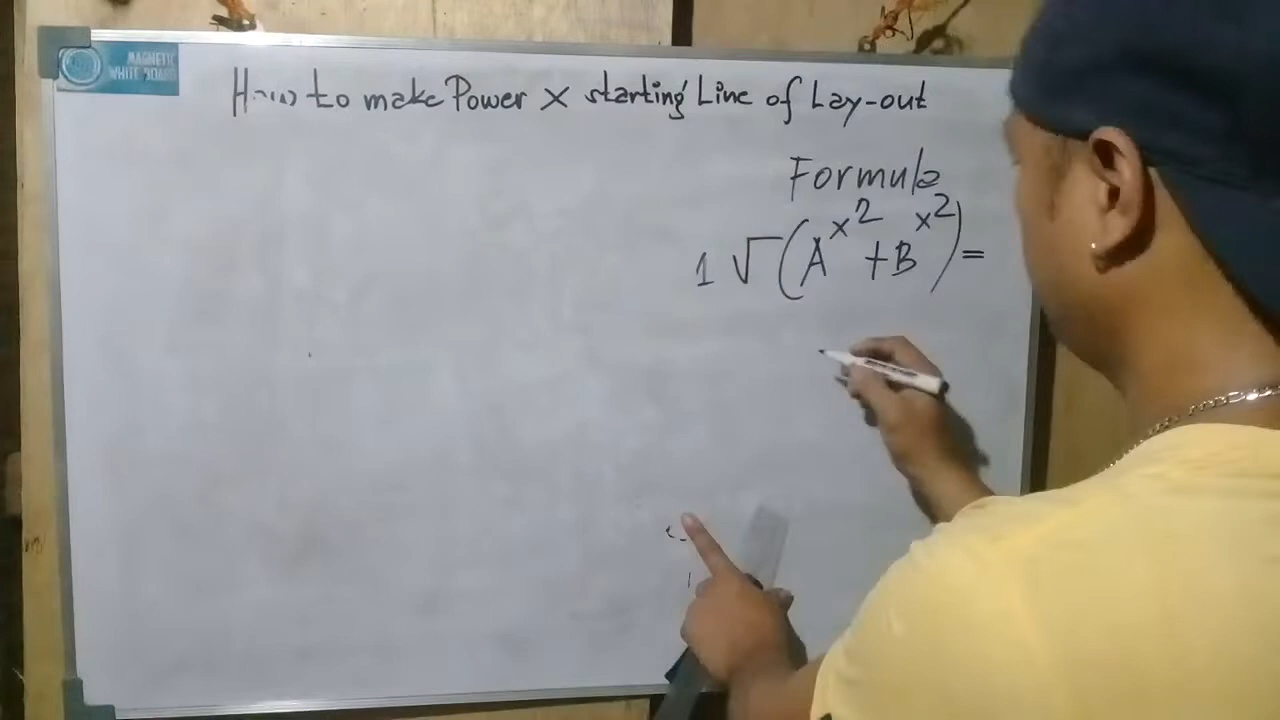 MAGNETIC
WHITE BOARD
How to make Power X starting Line of Lay-out
Formula
1 √(A^x2 + B^x2) =